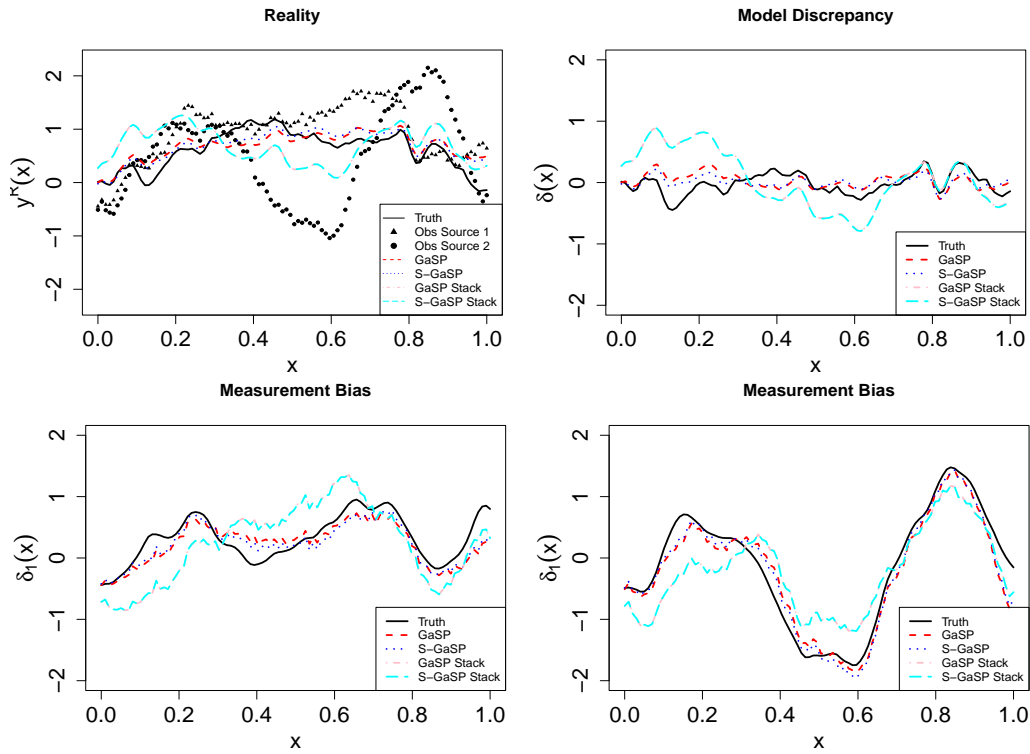 Reality
y^R(x)
2
1
0
−1
−2
0.0 0.2 0.4 0.6 0.8 1.0
x
Truth
Obs Source 1
Obs Source 2
GaSP
S−GaSP
GaSP Stack
S−GaSP Stack
Model Discrepancy
δ(x)
2
1
0
−1
−2
0.0 0.2 0.4 0.6 0.8 1.0
x
Truth
GaSP
S−GaSP
GaSP Stack
S−GaSP Stack
Measurement Bias
δ₁(x)
2
1
0
−1
−2
0.0 0.2 0.4 0.6 0.8 1.0
x
Truth
GaSP
S−GaSP
GaSP Stack
S−GaSP Stack
Measurement Bias
δ₁(x)
2
1
0
−1
−2
0.0 0.2 0.4 0.6 0.8 1.0
x
Truth
GaSP
S−GaSP
GaSP Stack
S−GaSP Stack